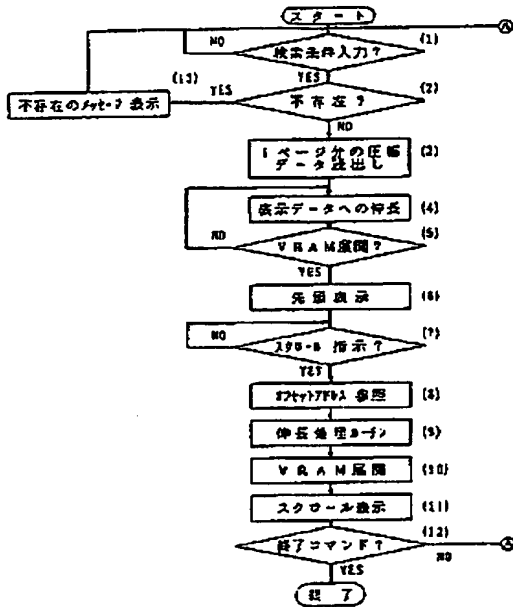 スタート
A
NO
検索条件入力?
(1)
YES
(13)
YES
不存在?
(2)
不存在のメッセージ表示
NO
1ページ分の圧縮
データ読出し
(3)
表示データへの伸長
(4)
NO
VRAM展開?
(5)
YES
先頭表示
(6)
NO
スクロール 指示?
(7)
YES
オフセットアドレス 参照
(8)
伸長処理ルーチン
(9)
VRAM展開
(10)
スクロール表示
(11)
終了コマンド?
(12)
NO
A
YES
終了